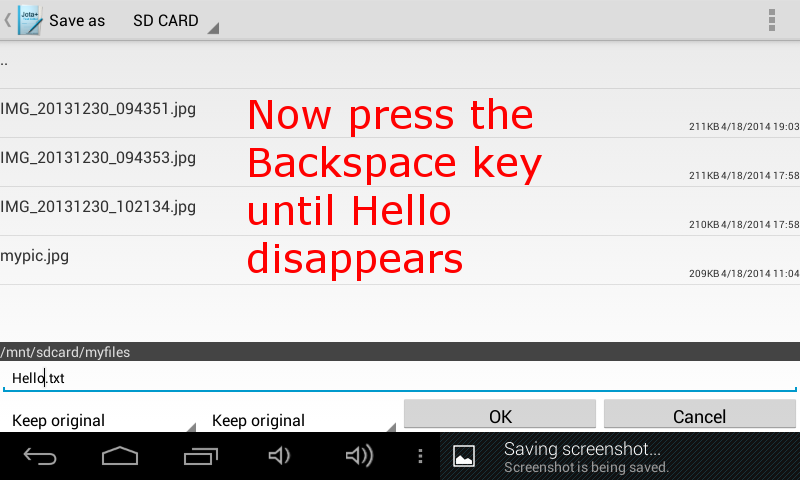 Jota+ Save as SD CARD
..
IMG_20131230_094351.jpg
211KB 4/18/2014 19:03
IMG_20131230_094353.jpg
211KB 4/18/2014 17:58
IMG_20131230_102134.jpg
210KB 4/18/2014 17:58
mypic.jpg
209KB 4/18/2014 11:04
Now press the
Backspace key
until Hello
disappears
/mnt/sdcard/myfiles
Hello.txt
Keep original Keep original OK Cancel
Saving screenshot...
Screenshot is being saved.